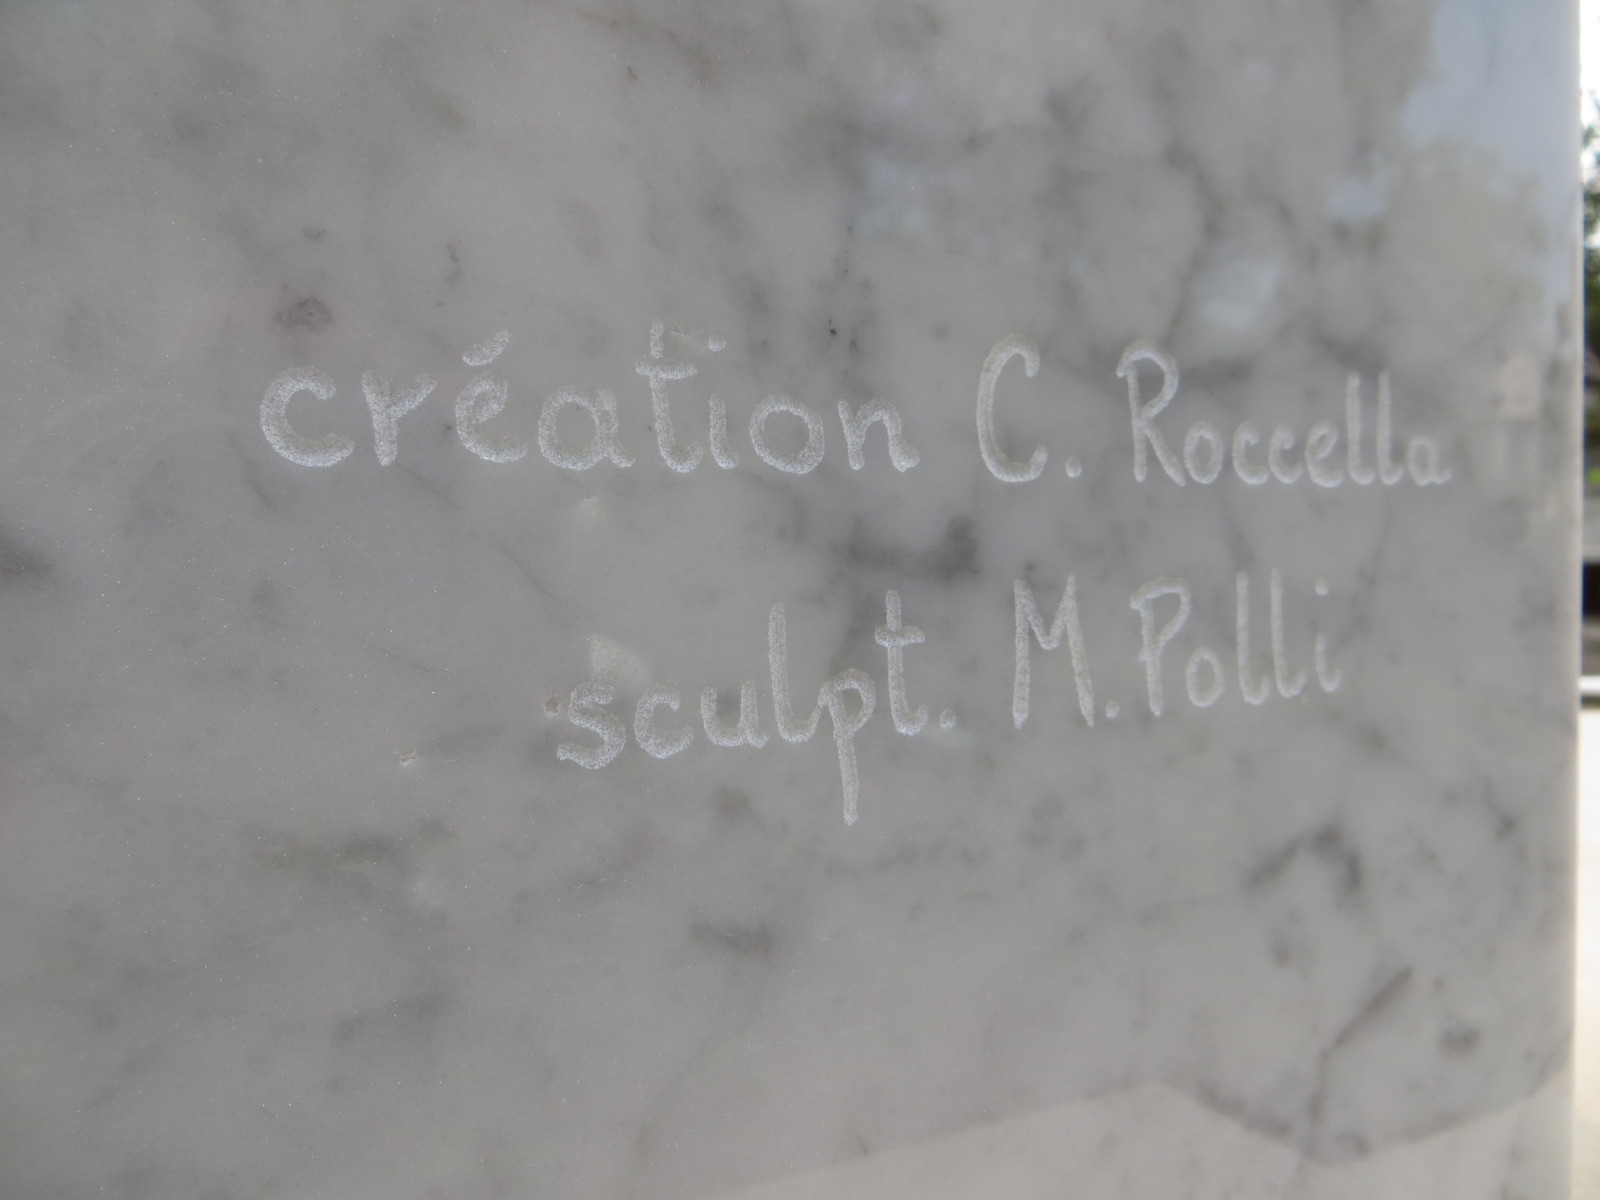 création C. Roccella
sculpt. M. Polli